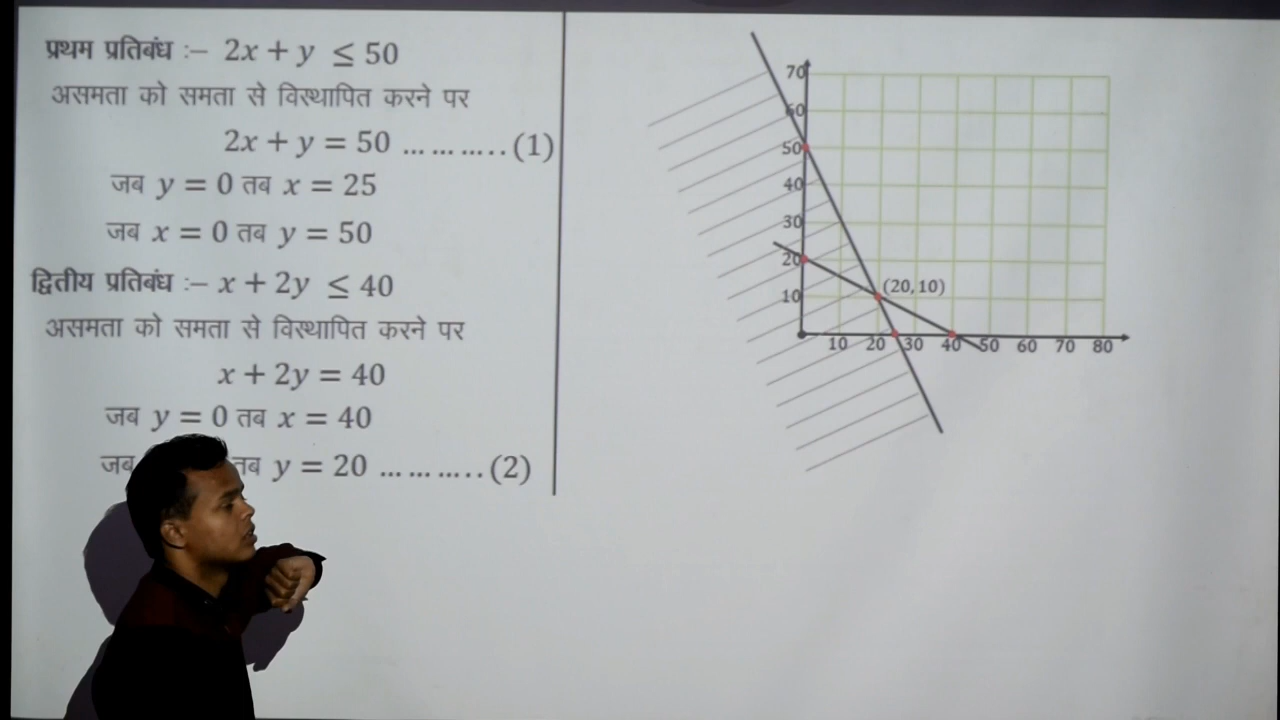 प्रथम प्रतिबंध :– 2x + y ≤ 50
असमता को समता से विस्थापित करने पर
2x + y = 50 ... ... ... . . (1)
जब y = 0 तब x = 25
जब x = 0 तब y = 50
द्वितीय प्रतिबंध :– x + 2y ≤ 40
असमता को समता से विस्थापित करने पर
x + 2y = 40
जब y = 0 तब x = 40
जब तब y = 20 ... ... ... . . (2)
70
60
50
40
30
20
10
(20, 10)
10 20 30 40 50 60 70 80